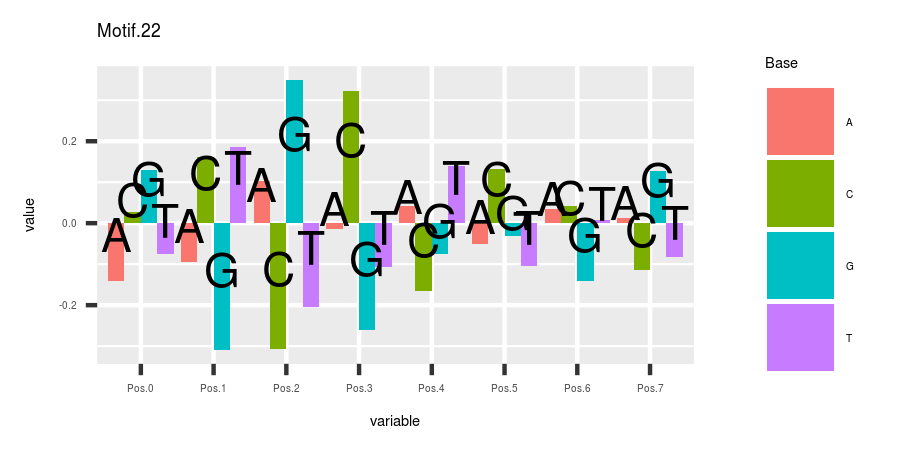 Motif.22
Base
A
C
G
T
value
0.2
0.0
-0.2
A C G T A C G T A C G T A C G T A C G T A C G T A C G T A C G T
Pos.0 Pos.1 Pos.2 Pos.3 Pos.4 Pos.5 Pos.6 Pos.7
variable